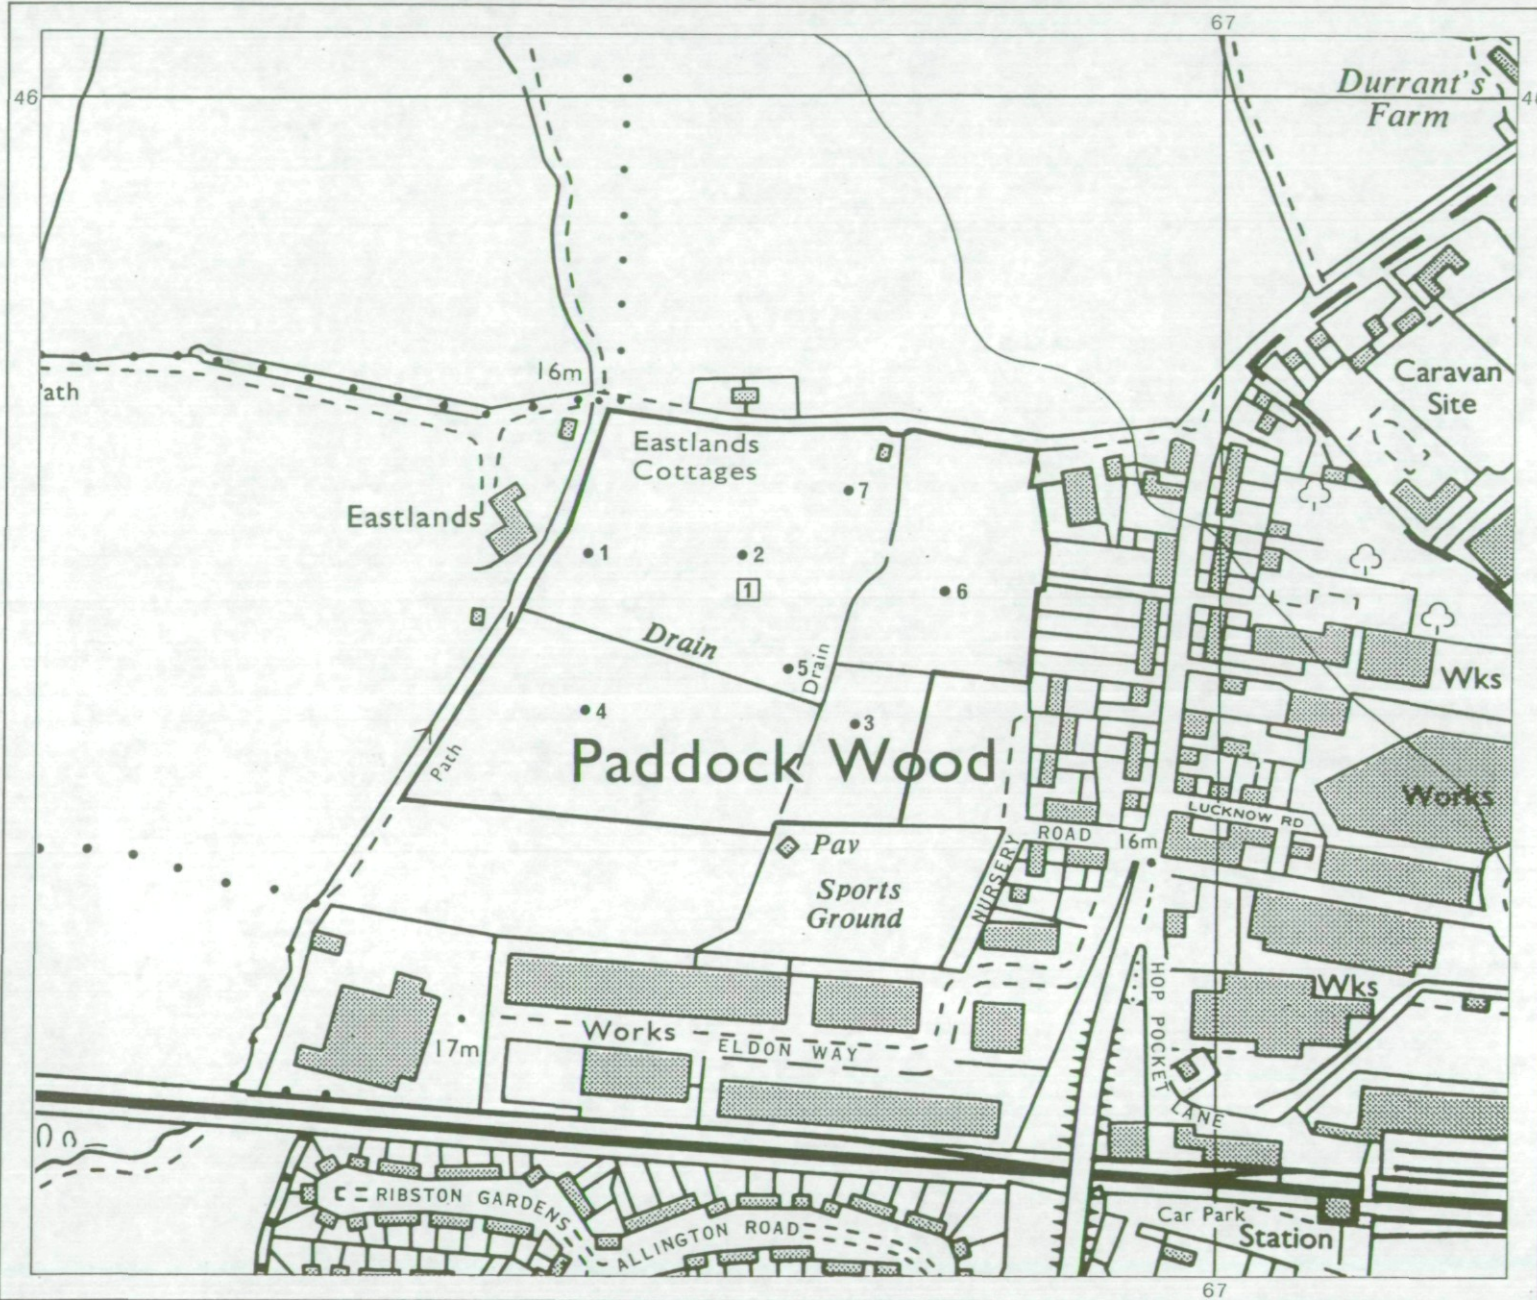 67
46
Durrant's
Farm
16m
ath
Caravan
Site
Eastlands
Cottages
7
Eastlands
1
2
1
6
Drain
5
Drain
Wks
4
3
Path
Paddock Wood
Works
LUCKNOW RD
ROAD
16m
Pav
NURSERY
Sports
Ground
HOP POCKET
LANE
Wks
17m
Works
ELDON WAY
RIBSTON GARDENS
ALLINGTON ROAD
Car Park
Station
67